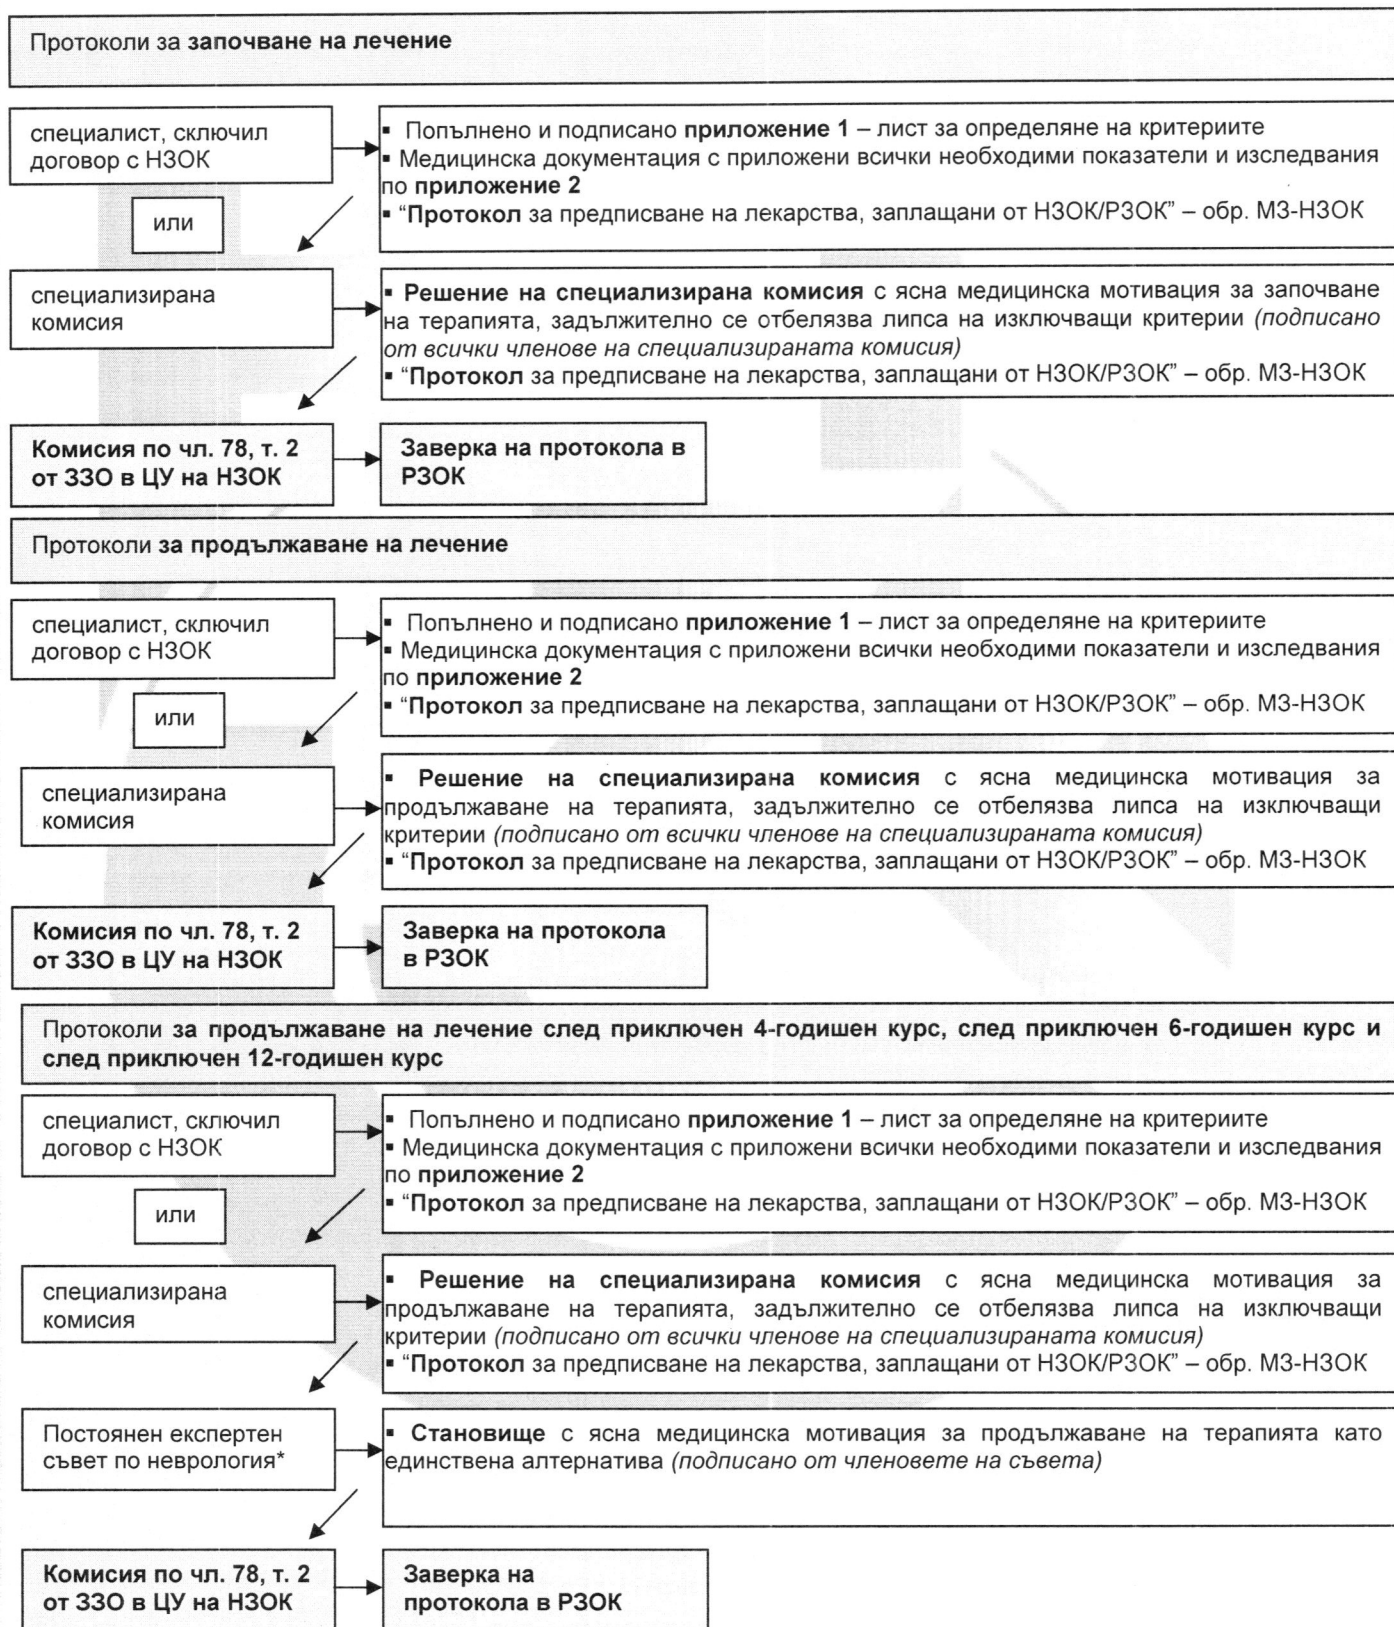 Протоколи за започване на лечение
специалист, сключил
договор с НЗОК
▪ Попълнено и подписано приложение 1 – лист за определяне на критериите
▪ Медицинска документация с приложени всички необходими показатели и изследвания
по приложение 2
▪ “Протокол за предписване на лекарства, заплащани от НЗОК/РЗОК” – обр. МЗ-НЗОК
или
специализирана
комисия
▪ Решение на специализирана комисия с ясна медицинска мотивация за започване
на терапията, задължително се отбелязва липса на изключващи критерии (подписано
от всички членове на специализираната комисия)
▪ “Протокол за предписване на лекарства, заплащани от НЗОК/РЗОК” – обр. МЗ-НЗОК
Комисия по чл. 78, т. 2
от ЗЗО в ЦУ на НЗОК
Заверка на протокола в
РЗОК
Протоколи за продължаване на лечение
специалист, сключил
договор с НЗОК
▪ Попълнено и подписано приложение 1 – лист за определяне на критериите
▪ Медицинска документация с приложени всички необходими показатели и изследвания
по приложение 2
▪ “Протокол за предписване на лекарства, заплащани от НЗОК/РЗОК” – обр. МЗ-НЗОК
или
специализирана
комисия
▪ Решение на специализирана комисия с ясна медицинска мотивация за
продължаване на терапията, задължително се отбелязва липса на изключващи
критерии (подписано от всички членове на специализираната комисия)
▪ “Протокол за предписване на лекарства, заплащани от НЗОК/РЗОК” – обр. МЗ-НЗОК
Комисия по чл. 78, т. 2
от ЗЗО в ЦУ на НЗОК
Заверка на протокола
в РЗОК
Протоколи за продължаване на лечение след приключен 4-годишен курс, след приключен 6-годишен курс и
след приключен 12-годишен курс
специалист, сключил
договор с НЗОК
▪ Попълнено и подписано приложение 1 – лист за определяне на критериите
▪ Медицинска документация с приложени всички необходими показатели и изследвания
по приложение 2
▪ “Протокол за предписване на лекарства, заплащани от НЗОК/РЗОК” – обр. МЗ-НЗОК
или
специализирана
комисия
▪ Решение на специализирана комисия с ясна медицинска мотивация за
продължаване на терапията, задължително се отбелязва липса на изключващи
критерии (подписано от всички членове на специализираната комисия)
▪ “Протокол за предписване на лекарства, заплащани от НЗОК/РЗОК” – обр. МЗ-НЗОК
Постоянен експертен
съвет по неврология*
▪ Становище с ясна медицинска мотивация за продължаване на терапията като
единствена алтернатива (подписано от членовете на съвета)
Комисия по чл. 78, т. 2
от ЗЗО в ЦУ на НЗОК
Заверка на
протокола в РЗОК